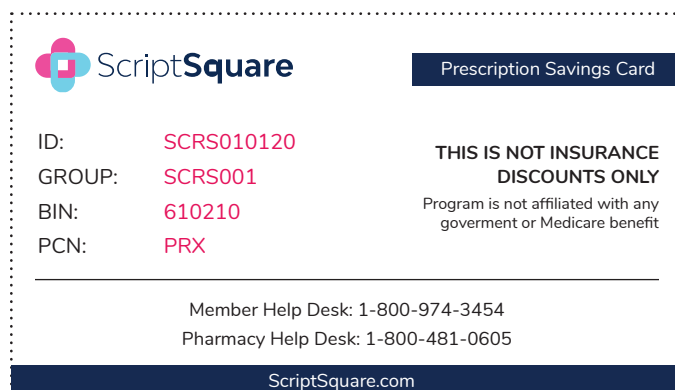 ScriptSquare
Prescription Savings Card
ID: SCRS010120
GROUP: SCRS001
BIN: 610210
PCN: PRX
THIS IS NOT INSURANCE
DISCOUNTS ONLY
Program is not affiliated with any
goverment or Medicare benefit
Member Help Desk: 1-800-974-3454
Pharmacy Help Desk: 1-800-481-0605
ScriptSquare.com